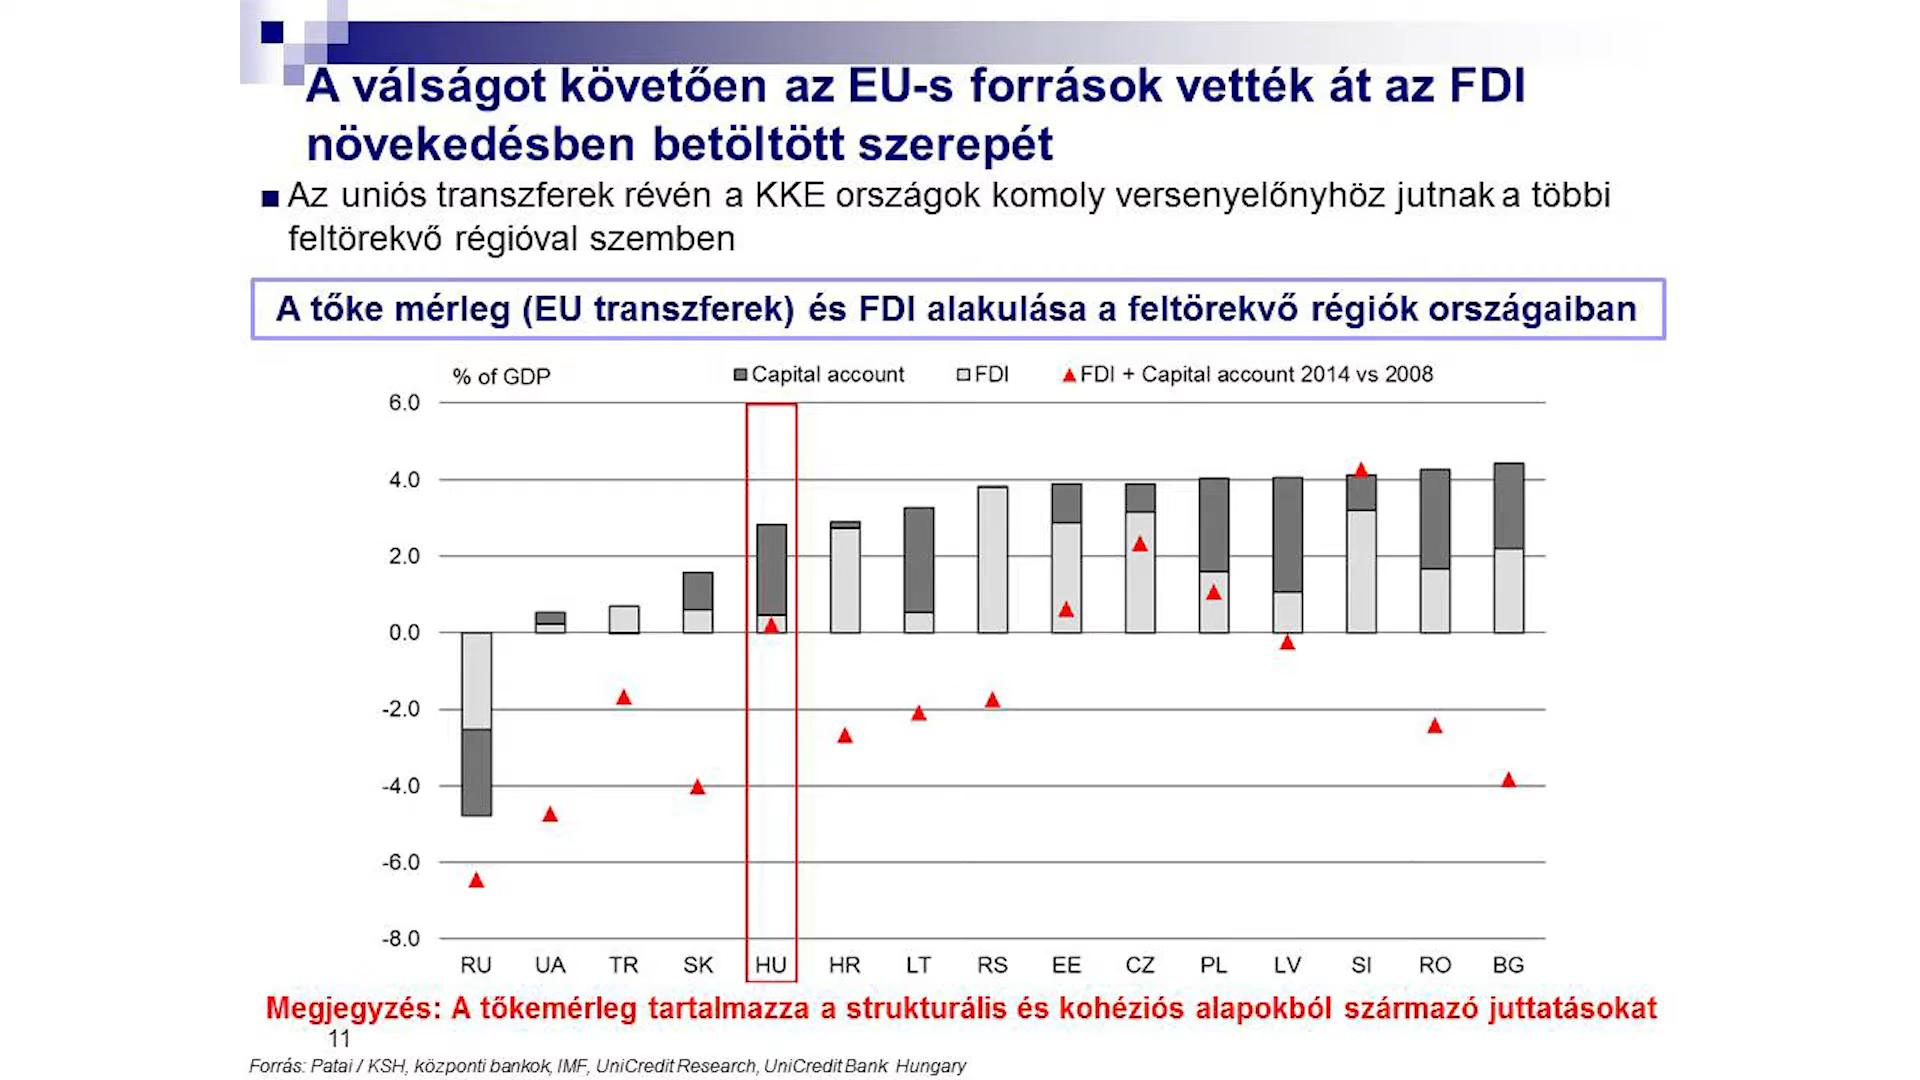 A válságot követően az EU-s források vették át az FDI
növekedésben betöltött szerepét
Az uniós transzferek révén a KKE országok komoly versenyelőnyhöz jutnak a többi
feltörekvő régióval szemben
A tőke mérleg (EU transzferek) és FDI alakulása a feltörekvő régiók országaiban
% of GDP
Capital account
FDI
FDI + Capital account 2014 vs 2008
6.0
4.0
2.0
0.0
-2.0
-4.0
-6.0
-8.0
RU UA TR SK HU HR LT RS EE CZ PL LV SI RO BG
Megjegyzés: A tőkemérleg tartalmazza a strukturális és kohéziós alapokból származó juttatásokat
11
Forrás: Patai / KSH, központi bankok, IMF, UniCredit Research, UniCredit Bank Hungary